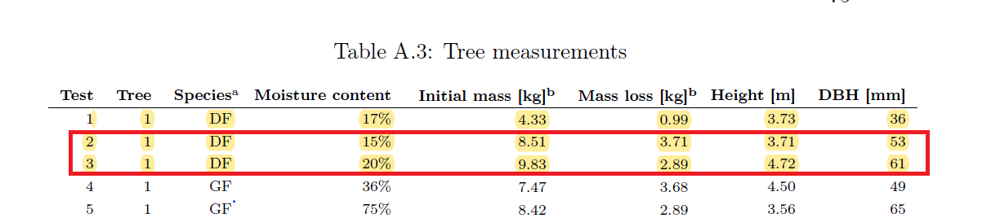 Table A.3: Tree measurements
Test Tree Speciesᵃ Moisture content Initial mass [kg]ᵇ Mass loss [kg]ᵇ Height [m] DBH [mm]
1 1 DF 17% 4.33 0.99 3.73 36
2 1 DF 15% 8.51 3.71 3.71 53
3 1 DF 20% 9.83 2.89 4.72 61
4 1 GF 36% 7.47 3.68 4.50 49
5 1 GF 75% 8.42 2.89 3.56 65